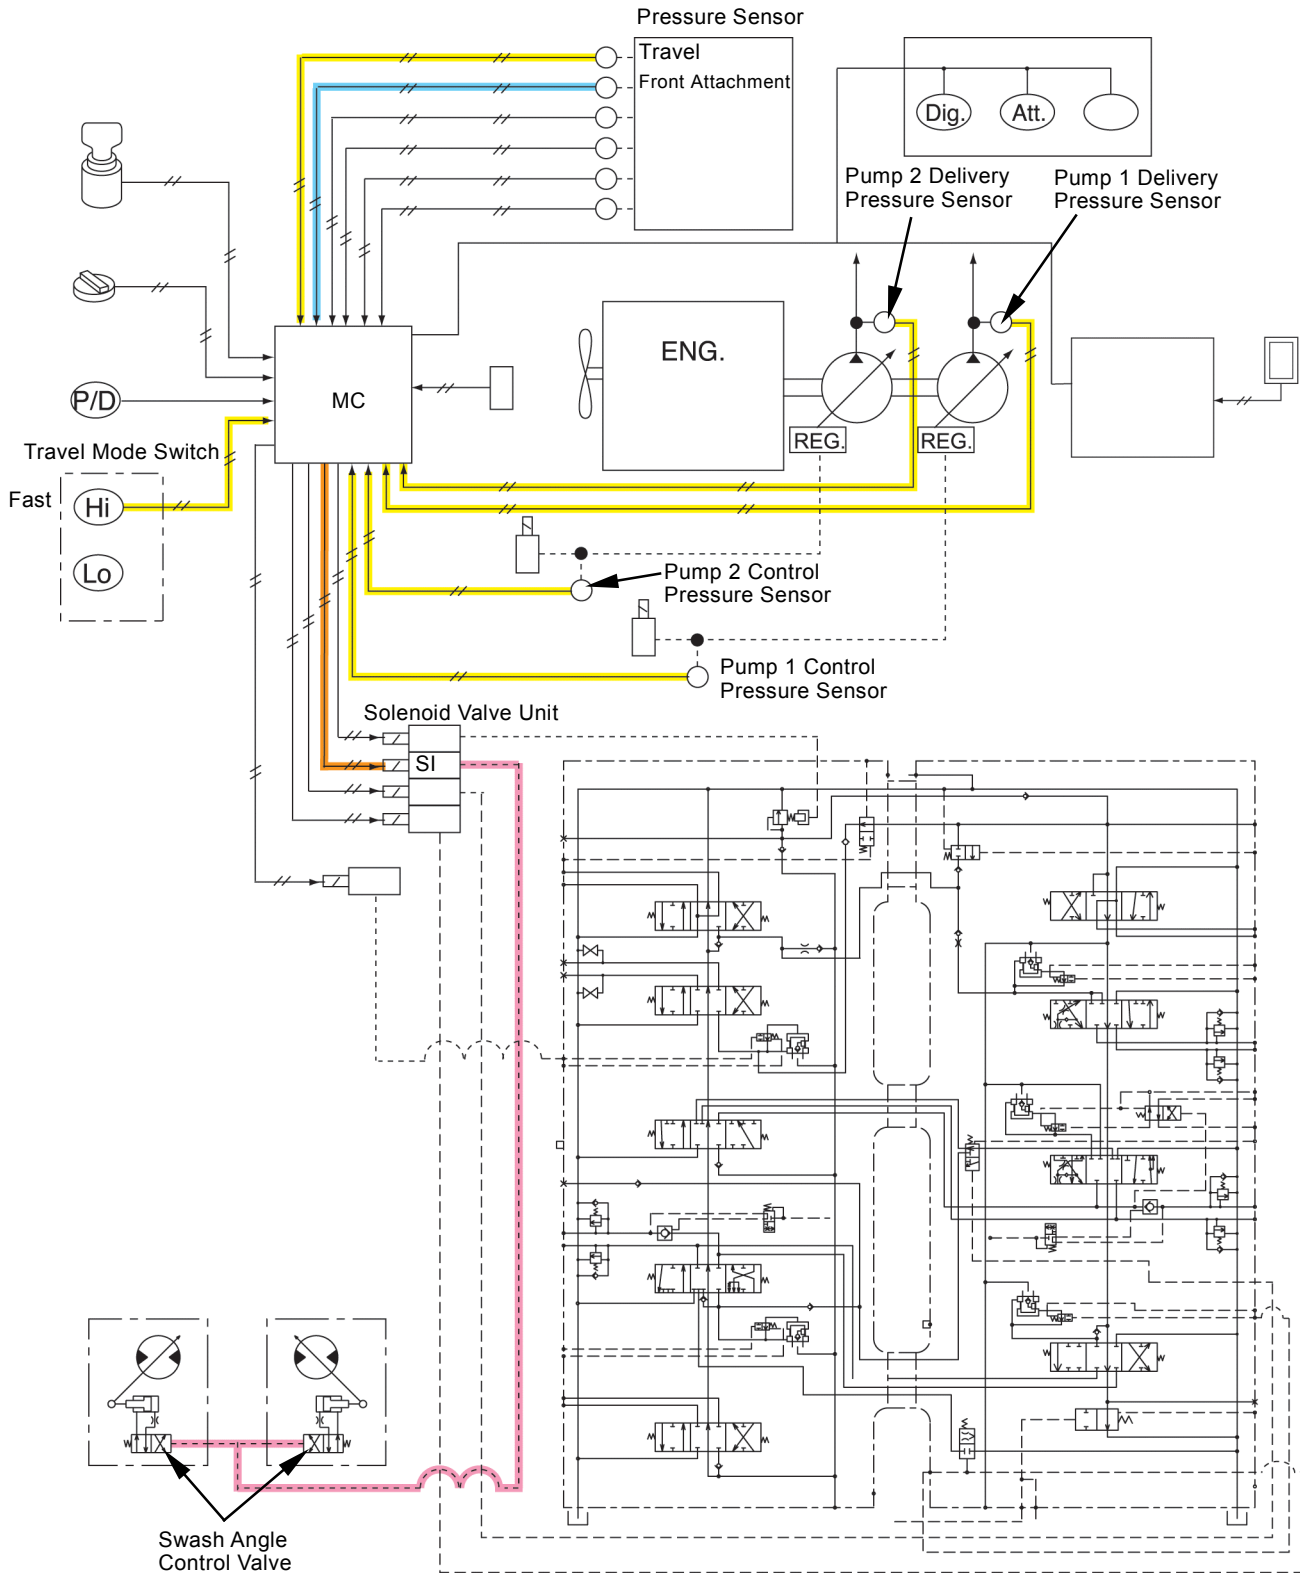 Pressure Sensor
Travel
Front Attachment
Dig.
Att.
Pump 2 Delivery
Pressure Sensor
Pump 1 Delivery
Pressure Sensor
ENG.
MC
P/D
REG.
REG.
Travel Mode Switch
Fast
Hi
Lo
Pump 2 Control
Pressure Sensor
Pump 1 Control
Pressure Sensor
Solenoid Valve Unit
SI
Swash Angle
Control Valve